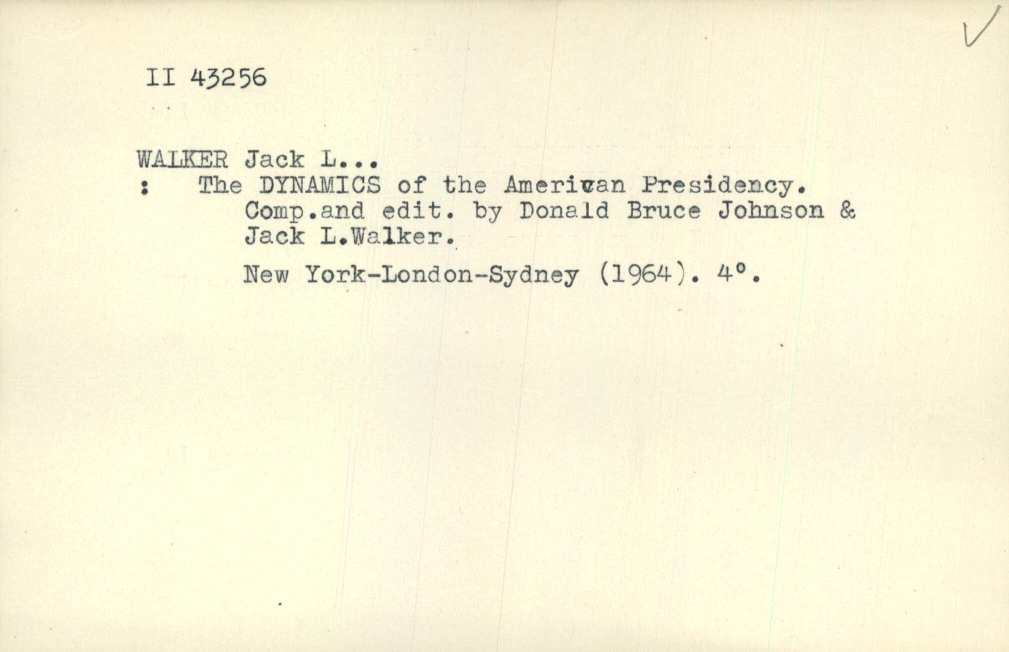 II 43256
WALKER Jack L...
: The DYNAMICS of the American Presidency.
Comp.and edit. by Donald Bruce Johnson &
Jack L.Walker.
New York-London-Sydney (1964). 4°.